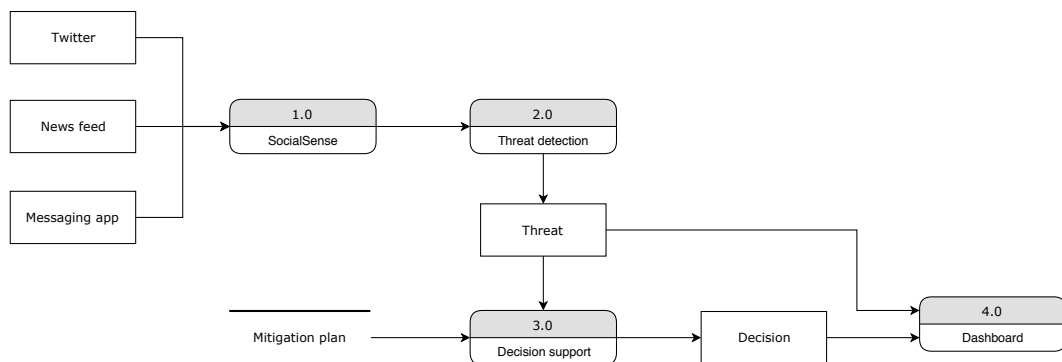 Twitter
News feed
1.0
SocialSense
2.0
Threat detection
Messaging app
Threat
Mitigation plan
3.0
Decision support
Decision
4.0
Dashboard